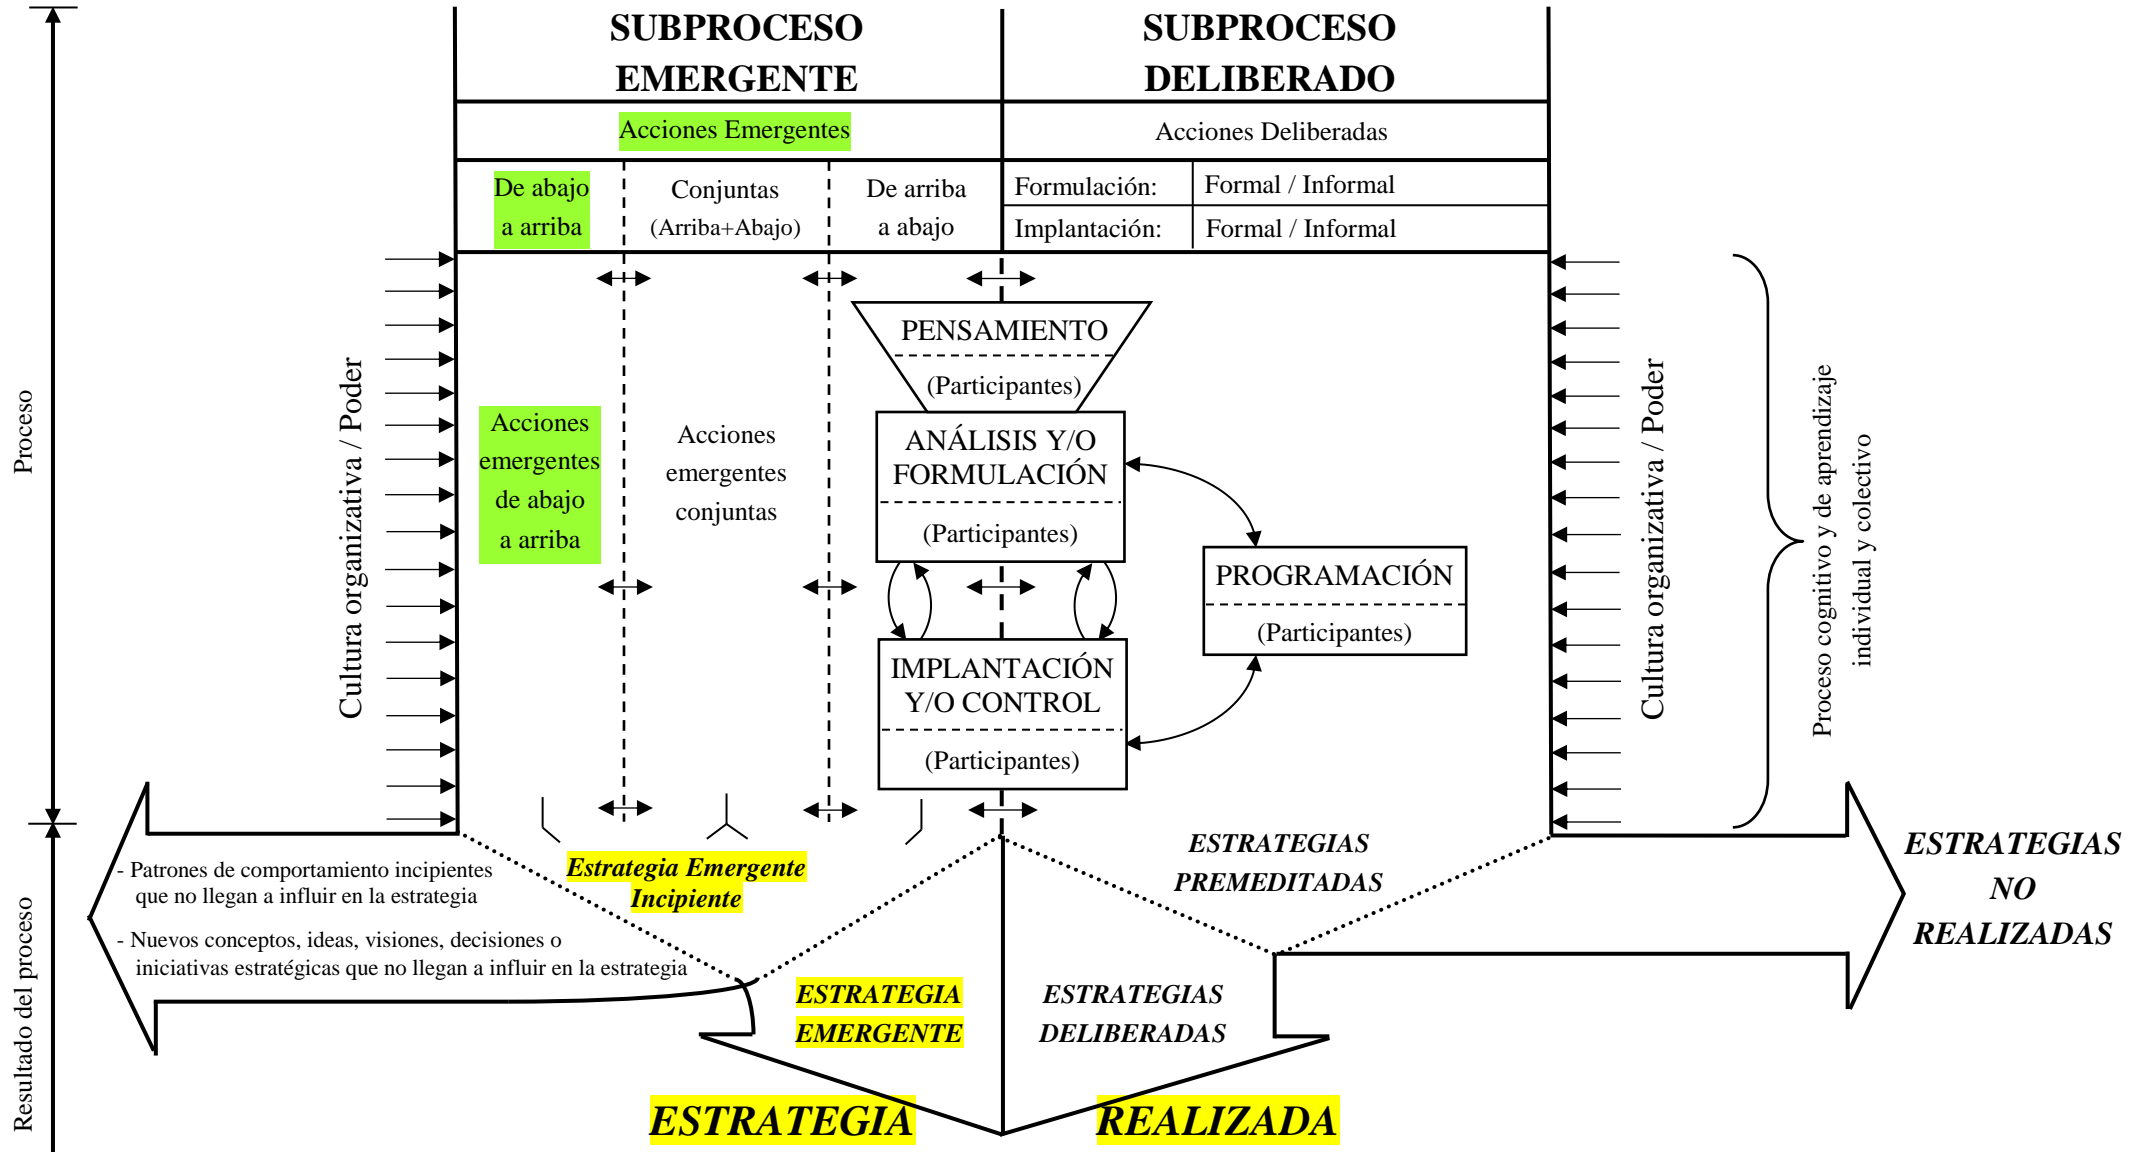 SUBPROCESO
EMERGENTE
SUBPROCESO
DELIBERADO
Acciones Emergentes
Acciones Deliberadas
De abajo
a arriba
Conjuntas
(Arriba+Abajo)
De arriba
a abajo
Formulación:
Formal / Informal
Implantación:
Formal / Informal
Proceso
Cultura organizativa / Poder
Acciones
emergentes
de abajo
a arriba
Acciones
emergentes
conjuntas
PENSAMIENTO
(Participantes)
ANÁLISIS Y/O
FORMULACIÓN
(Participantes)
PROGRAMACIÓN
(Participantes)
IMPLANTACIÓN
Y/O CONTROL
(Participantes)
Cultura organizativa / Poder
Proceso cognitivo y de aprendizaje
individual y colectivo
Resultado del proceso
- Patrones de comportamiento incipientes
que no llegan a influir en la estrategia
- Nuevos conceptos, ideas, visiones, decisiones o
iniciativas estratégicas que no llegan a influir en la estrategia
Estrategia Emergente
Incipiente
ESTRATEGIAS
PREMEDITADAS
ESTRATEGIAS
NO
REALIZADAS
ESTRATEGIA
EMERGENTE
ESTRATEGIAS
DELIBERADAS
ESTRATEGIA REALIZADA